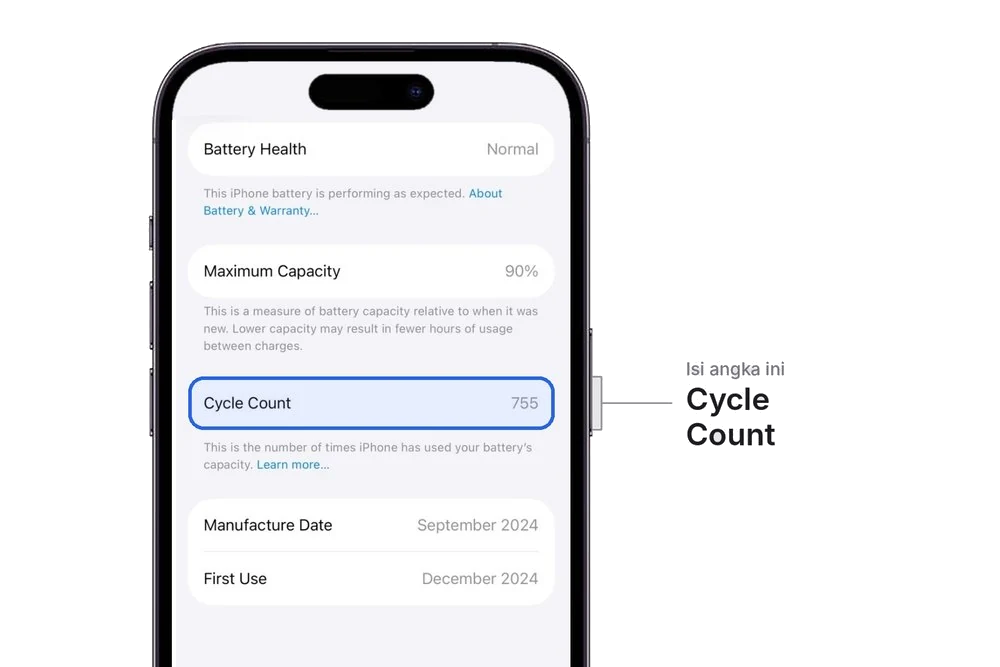 Battery Health Normal
This iPhone battery is performing as expected. About
Battery & Warranty...
Maximum Capacity 90%
This is a measure of battery capacity relative to when it was
new. Lower capacity may result in fewer hours of usage
between charges.
Cycle Count 755
This is the number of times iPhone has used your battery's
capacity. Learn more...
Manufacture Date September 2024
First Use December 2024
Isi angka ini
Cycle
Count